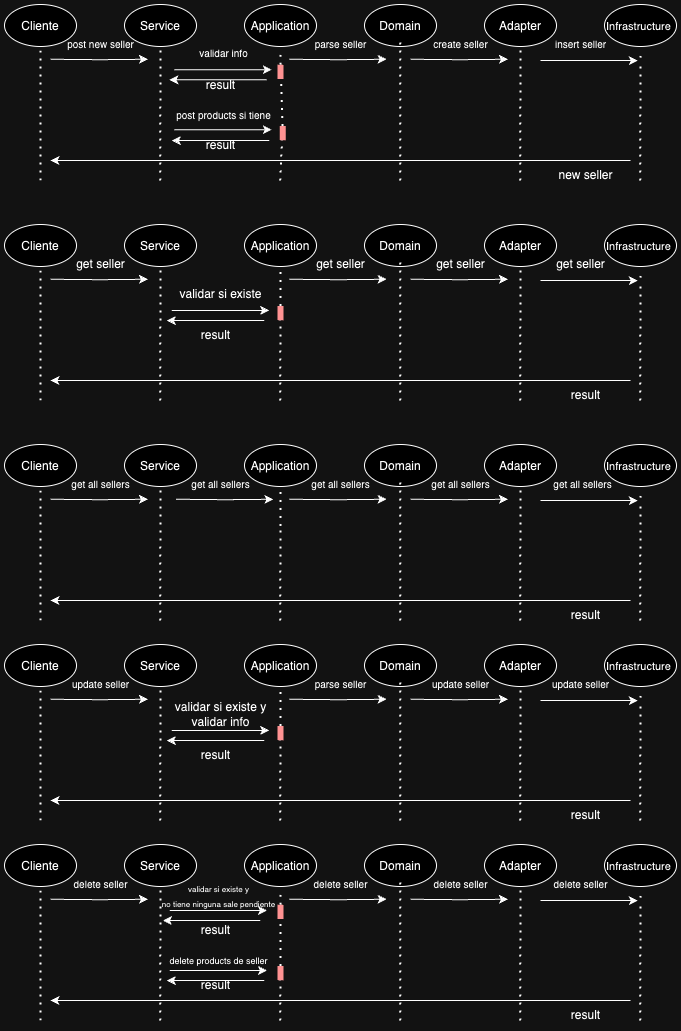 Cliente
Service
Application
Domain
Adapter
Infrastructure
post new seller
validar info
parse seller
create seller
insert seller
result
post products si tiene
result
new seller
Cliente
Service
Application
Domain
Adapter
Infrastructure
get seller
get seller
get seller
get seller
validar si existe
result
result
Cliente
Service
Application
Domain
Adapter
Infrastructure
get all sellers
get all sellers
get all sellers
get all sellers
get all sellers
result
Cliente
Service
Application
Domain
Adapter
Infrastructure
update seller
parse seller
update seller
update seller
validar si existe y
validar info
result
result
Cliente
Service
Application
Domain
Adapter
Infrastructure
delete seller
validar si existe y
no tiene ninguna sale pendiente
delete seller
delete seller
delete seller
result
delete products de seller
result
result